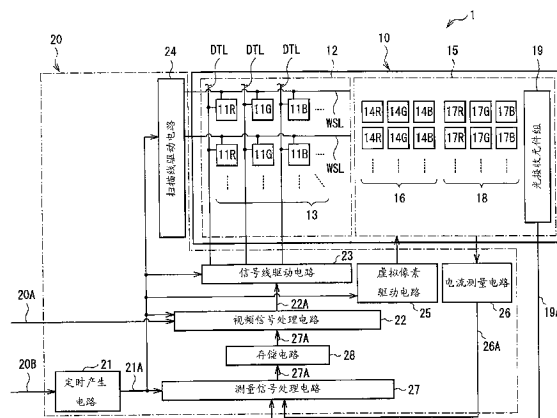 1
20
10
24
DTL
DTL
DTL
12
15
19
扫描线驱动电路
11R
11G
11B
WSL
14R
14G
14B
17R
17G
17B
光接收元件组
11R
11G
11B
WSL
14R
14G
14B
17R
17G
17B
13
16
18
信号线驱动电路
23
虚拟像素
驱动电路
25
电流测量电路
26
20A
22A
视频信号处理电路
22
26A
19A
27A
存储电路
28
20B
21
定时产生
电路
21A
27A
测量信号处理电路
27